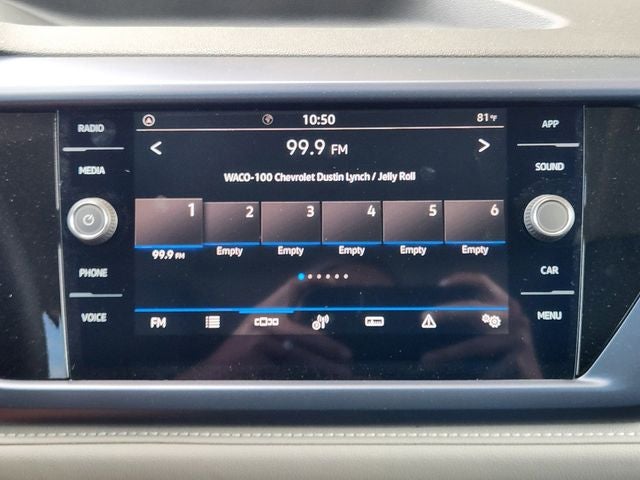 RADIO
MEDIA
PHONE
VOICE
10:50
81°F
99.9 FM
WACO-100 Chevrolet Dustin Lynch / Jelly Roll
1 2 3 4 5 6
99.9 FM Empty Empty Empty Empty Empty
FM
APP
SOUND
CAR
MENU